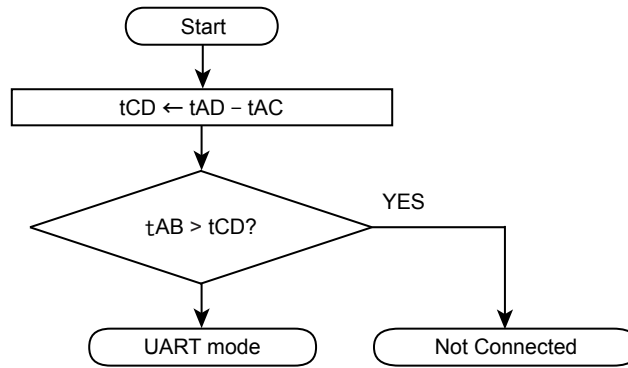 Start
tCD ← tAD − tAC
tAB > tCD?
YES
UART mode
Not Connected